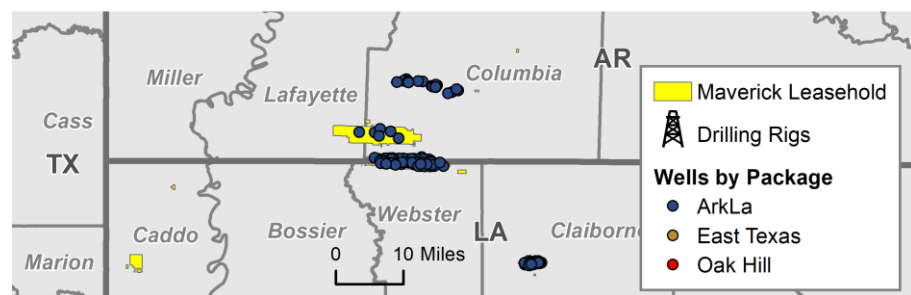 AR
Columbia
Miller
Lafayette
Cass
TX
Webster
Bossier
LA
Claiborne
Caddo
Marion
0 10 Miles
Maverick Leasehold
Drilling Rigs
Wells by Package
ArkLa
East Texas
Oak Hill